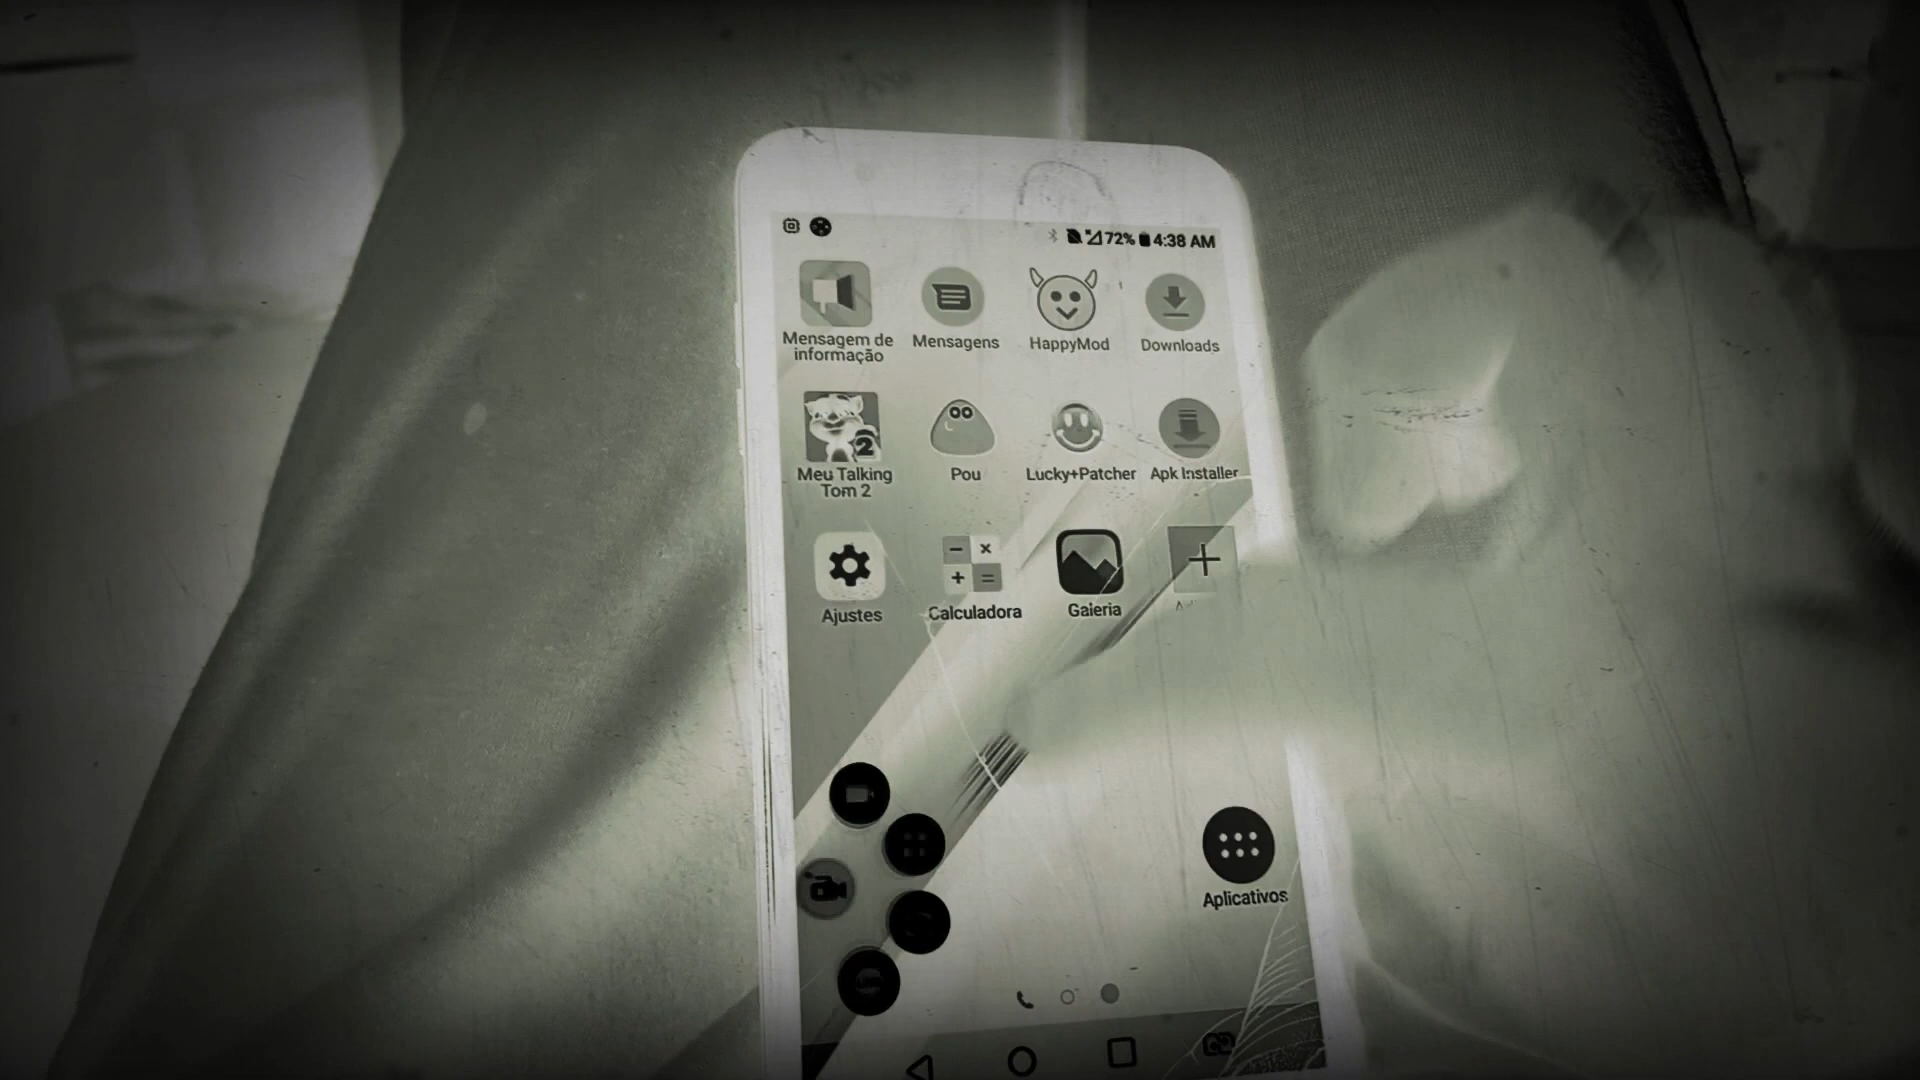 72% 4:38 AM
Mensagem de
informação
Mensagens
HappyMod
Downloads
2
Meu Talking
Tom 2
Pou
Lucky+Patcher
Apk Installer
Ajustes
Calculadora
Galeria
Aplicativos